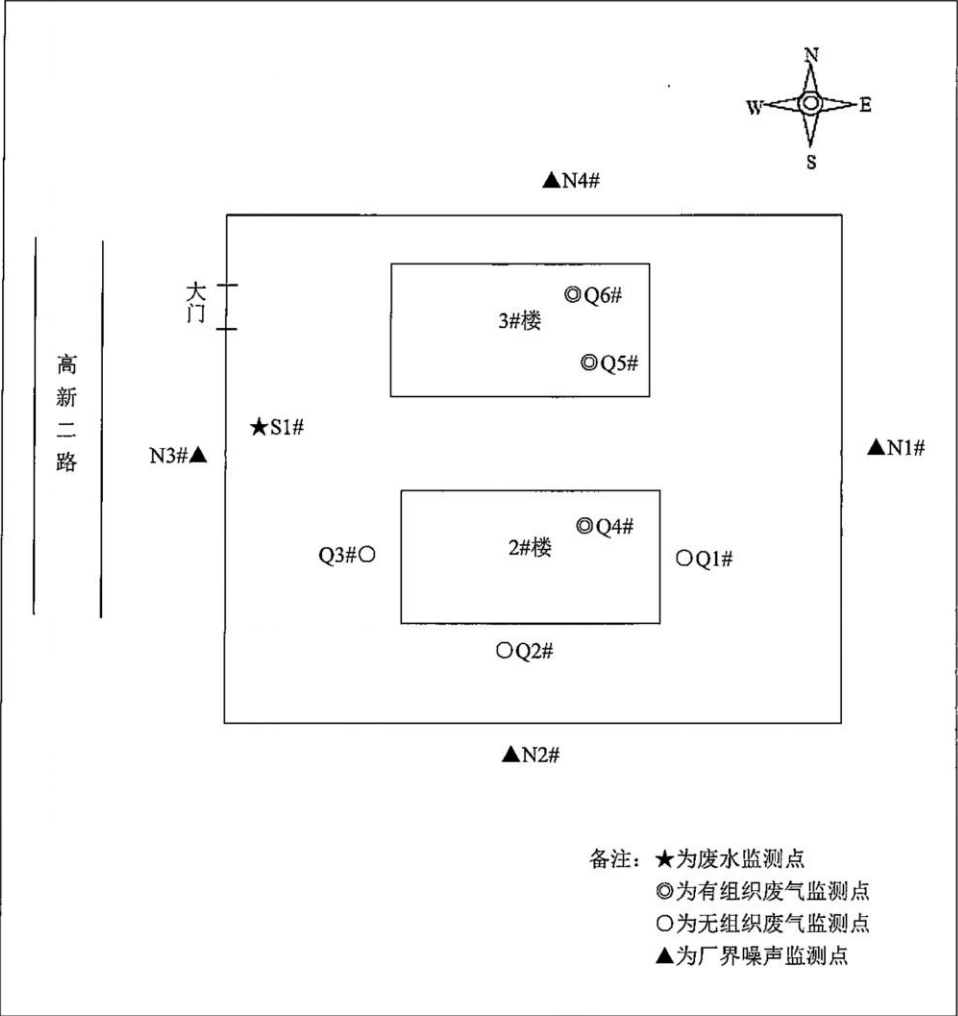 N
W
E
S
▲N4#
大门
◎Q6#
3#楼
◎Q5#
高新二路
★S1#
N3#▲
▲N1#
◎Q4#
2#楼
Q3#○
○Q1#
○Q2#
▲N2#
备注：★为废水监测点
◎为有组织废气监测点
○为无组织废气监测点
▲为厂界噪声监测点